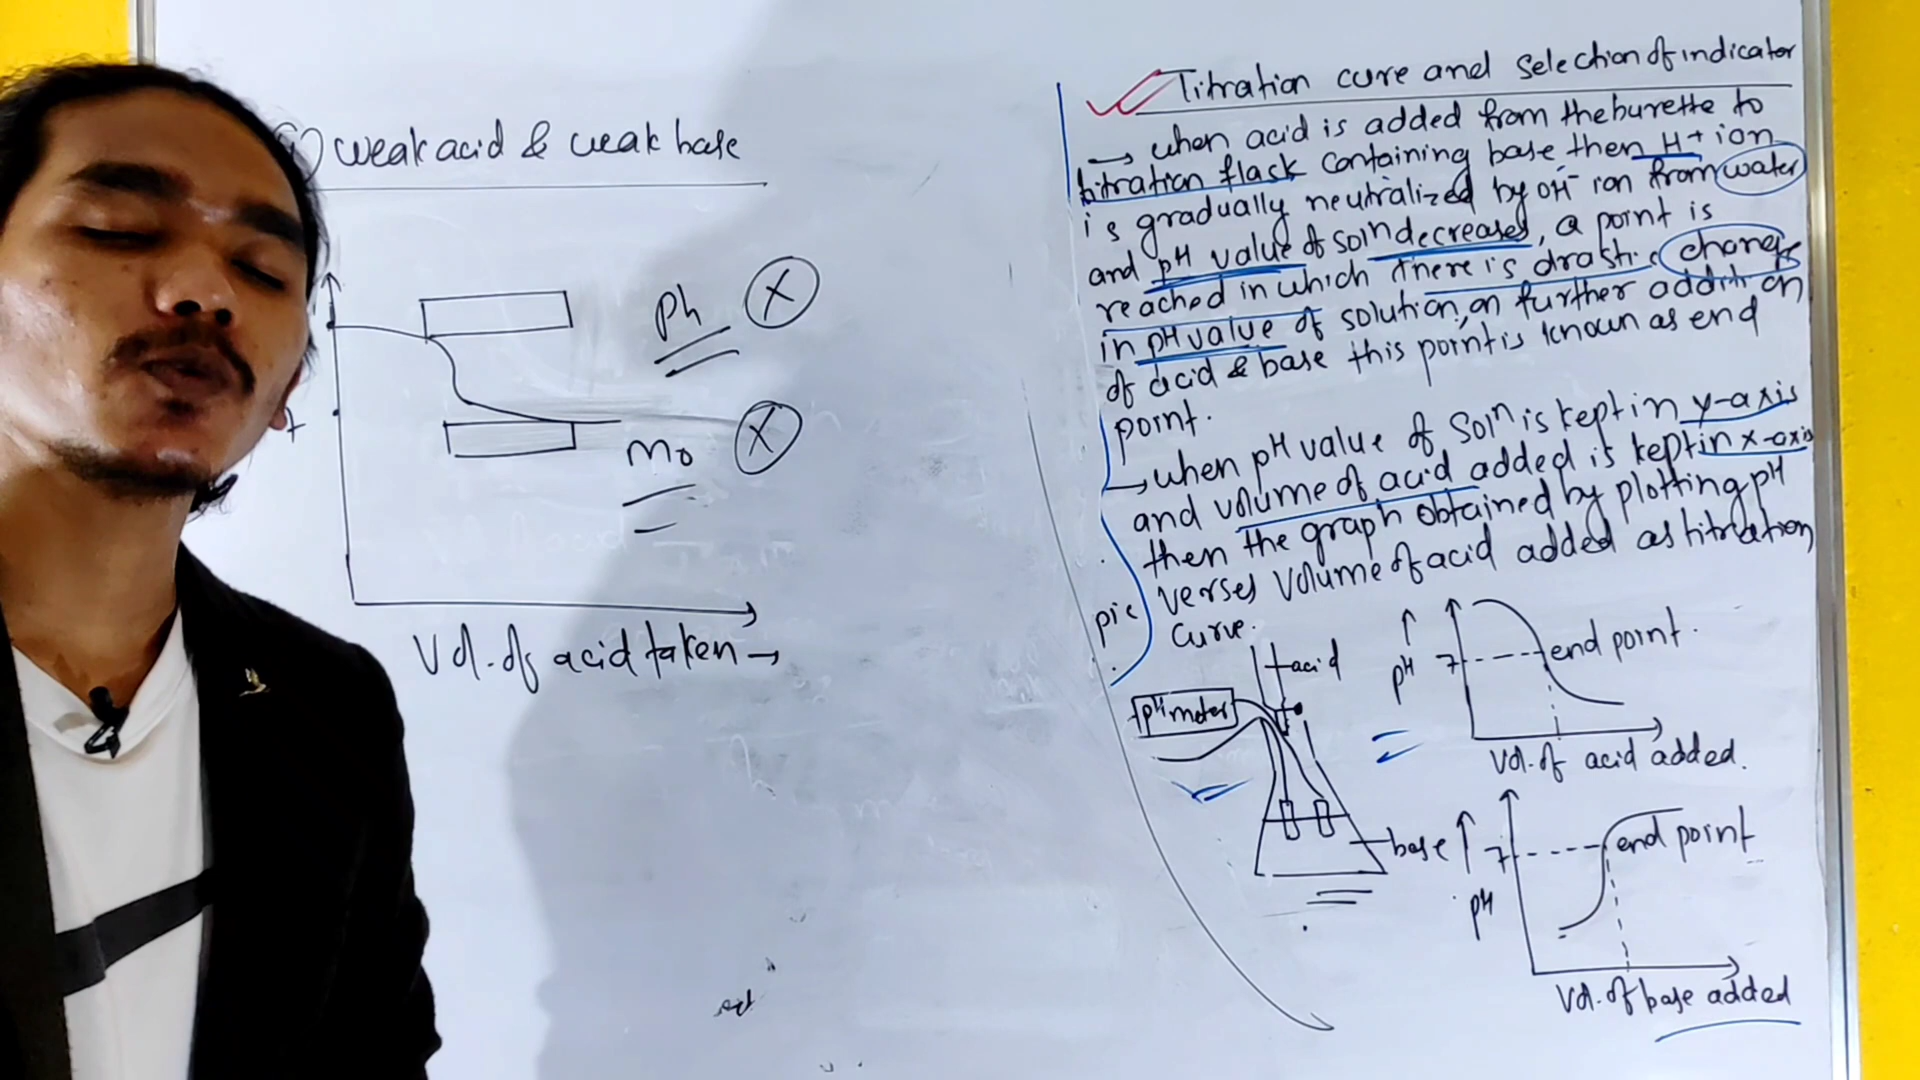 weak acid & weak base
Ph X
Mo X
7
Vol. of acid taken →
Titration cure and selection of indicator
→ when acid is added from the burette to
titration flask containing base then H+ ion
is gradually neutralized by OH- ion from water
and pH value of soln decreases, a point is
reached in which there is drastic change
in pH value of solution, on further addition
of acid & base this point is known as end
point.
→ when pH value of soln is kept in y-axis
and volume of acid added is kept in x-axis
then the graph obtained by plotting pH
verses volume of acid added as titration
curve.
pic
acid
pH meter
base
pH ↑
7
end point.
Vol. of acid added.
pH ↑
7
end point
Vol. of base added